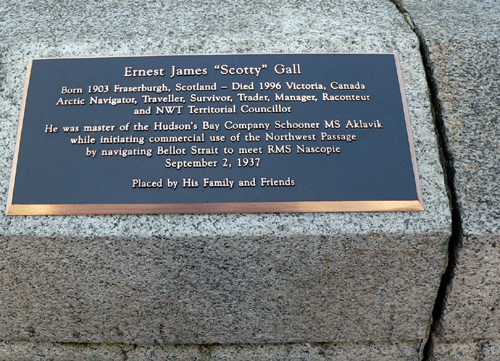 Ernest James “Scotty” Gall
Born 1903 Fraserburgh, Scotland – Died 1996 Victoria, Canada
Arctic Navigator, Traveller, Survivor, Trader, Manager, Raconteur
and NWT Territorial Councillor
He was master of the Hudson's Bay Company Schooner MS Aklavik
while initiating commercial use of the Northwest Passage
by navigating Bellot Strait to meet RMS Nascopie
September 2, 1937
Placed by His Family and Friends